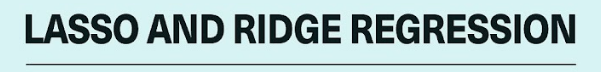 LASSO AND RIDGE REGRESSION